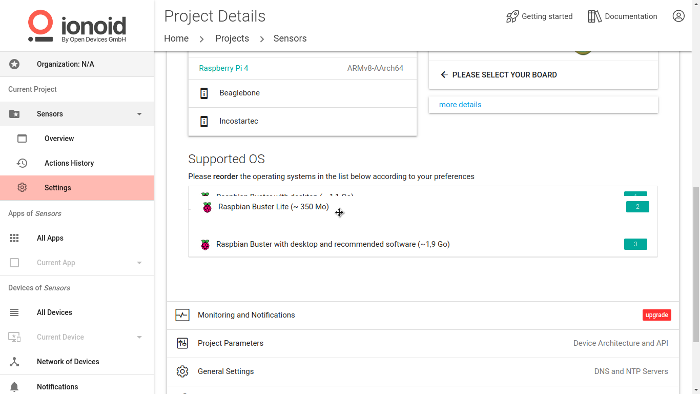 ionoid
By Open Devices GmbH
Project Details
Getting started
Documentation
Home > Projects > Sensors
Organization: N/A
Current Project
Sensors
Overview
Actions History
Settings
Apps of Sensors
All Apps
Current App
Devices of Sensors
All Devices
Current Device
Network of Devices
Notifications
Raspberry Pi 4 ARMv8-AArch64
Beaglebone
Incostartec
PLEASE SELECT YOUR BOARD
more details
Supported OS
Please reorder the operating systems in the list below according to your preferences
Raspbian Buster Lite (~ 350 Mo) 2
Raspbian Buster with desktop and recommended software (~1,9 Go) 3
Monitoring and Notifications upgrade
Project Parameters Device Architecture and API
General Settings DNS and NTP Servers